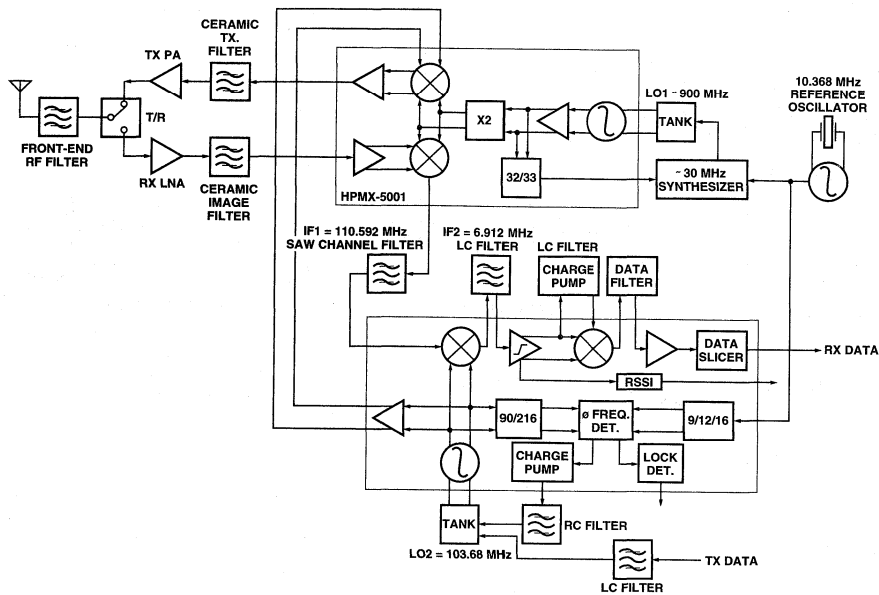 CERAMIC
TX.
FILTER
TX PA
T/R
FRONT-END
RF FILTER
RX LNA
CERAMIC
IMAGE
FILTER
X2
LO1 ~ 900 MHz
TANK
32/33
~ 30 MHz
SYNTHESIZER
10.368 MHz
REFERENCE
OSCILLATOR
HPMX-5001
IF1 = 110.592 MHz
SAW CHANNEL FILTER
IF2 = 6.912 MHz
LC FILTER
LC FILTER
CHARGE
PUMP
DATA
FILTER
DATA
SLICER
RX DATA
RSSI
90/216
ø FREQ.
DET.
9/12/16
CHARGE
PUMP
LOCK
DET.
TANK
RC FILTER
LO2 = 103.68 MHz
TX DATA
LC FILTER